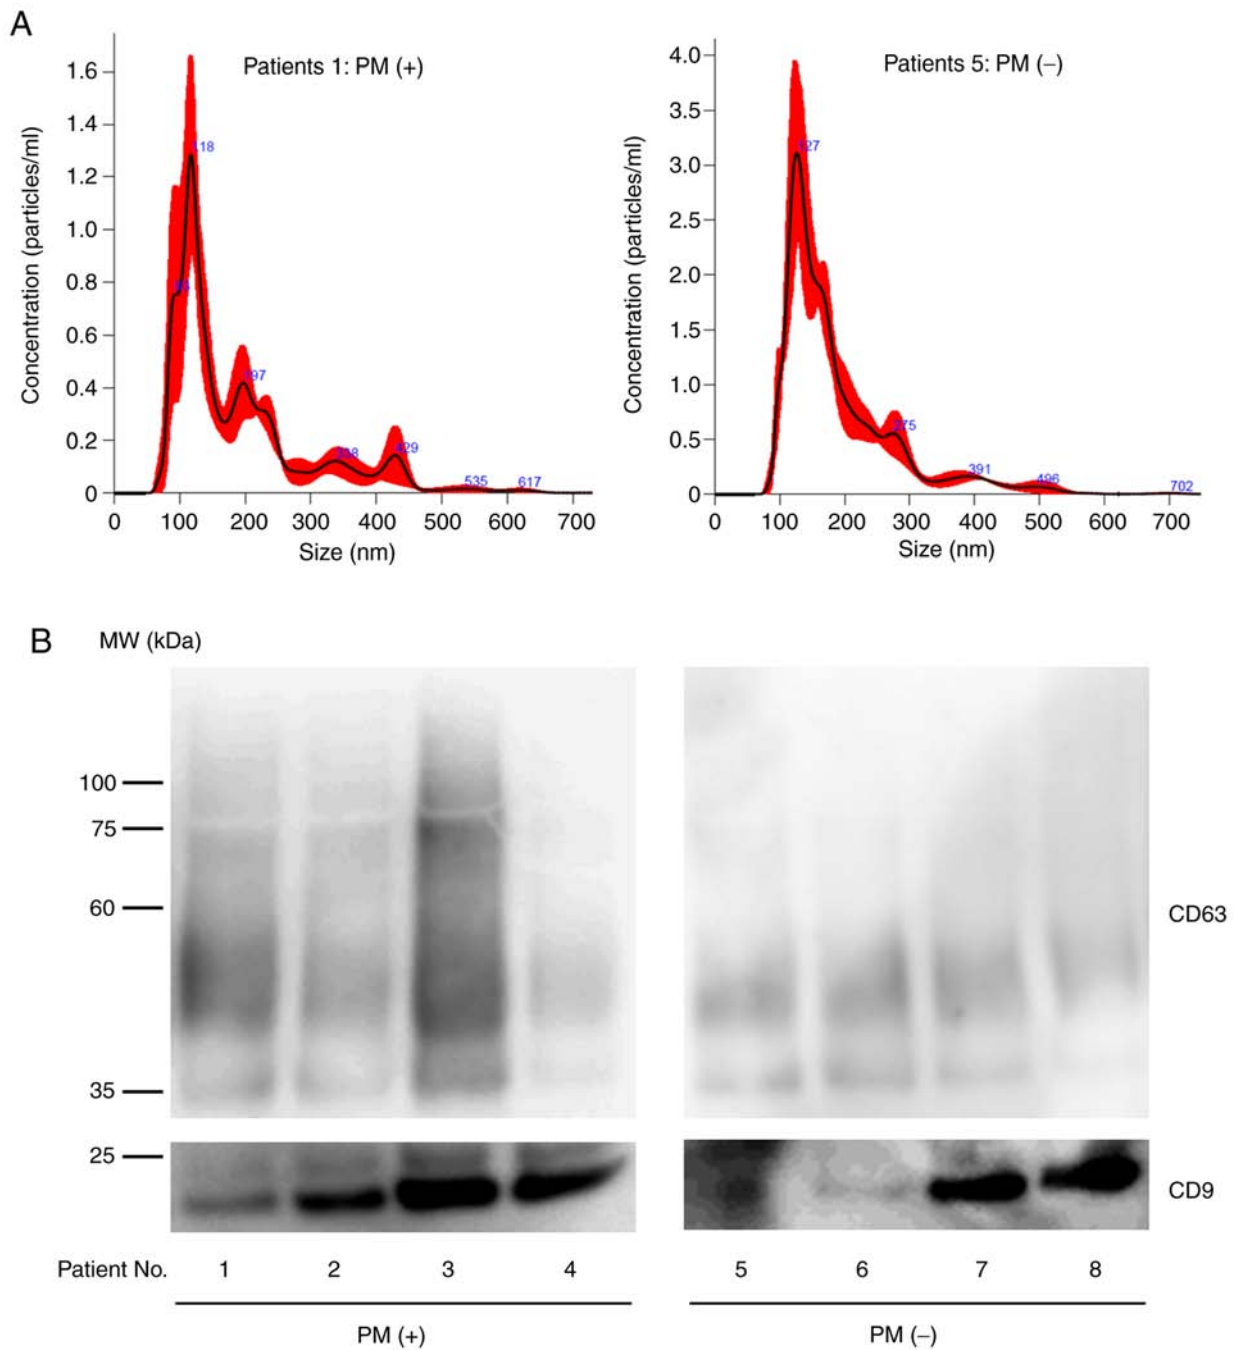 A
Patients 1: PM (+)
Concentration (particles/ml)
1.6
1.4
1.2
1.0
0.8
0.6
0.4
0.2
0
118
197
338
429
535
617
0 100 200 300 400 500 600 700
Size (nm)
Patients 5: PM (–)
Concentration (particles/ml)
4.0
3.5
3.0
2.5
2.0
1.5
1.0
0.5
0
127
275
391
496
702
0 100 200 300 400 500 600 700
Size (nm)
B
MW (kDa)
100
75
60
35
25
CD63
CD9
Patient No. 1 2 3 4 5 6 7 8
PM (+)
PM (–)